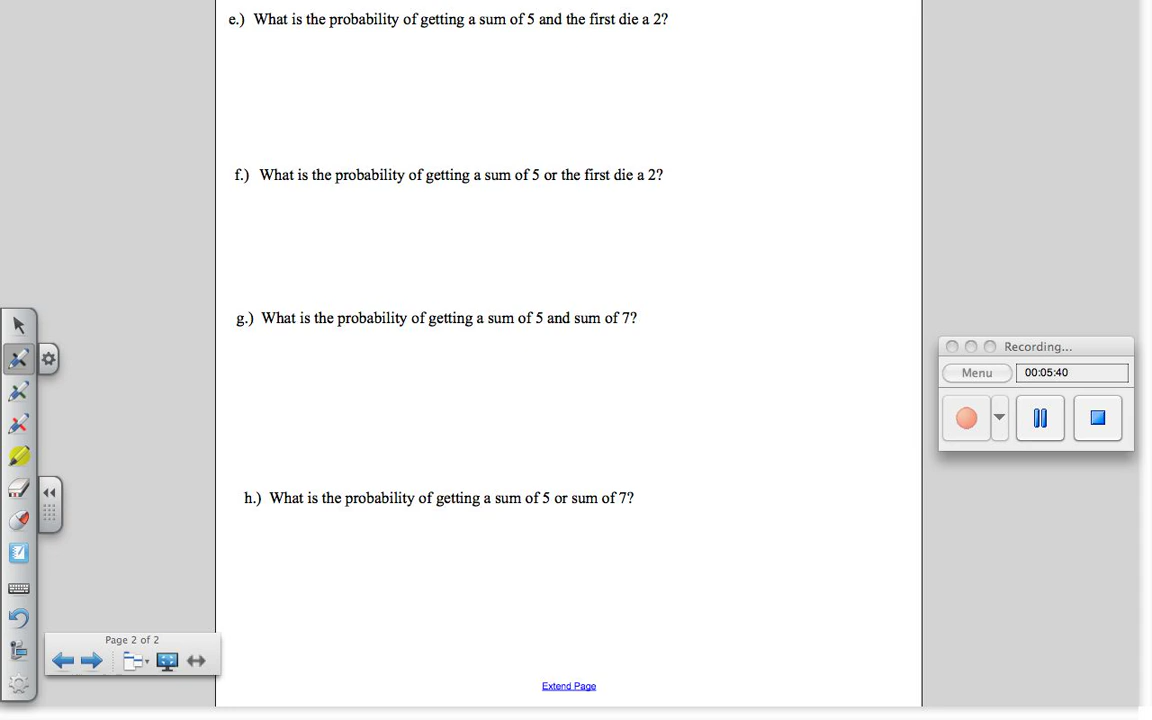 e.) What is the probability of getting a sum of 5 and the first die a 2?
f.) What is the probability of getting a sum of 5 or the first die a 2?
g.) What is the probability of getting a sum of 5 and sum of 7?
Recording...
Menu
00:05:40
h.) What is the probability of getting a sum of 5 or sum of 7?
Page 2 of 2
Extend Page